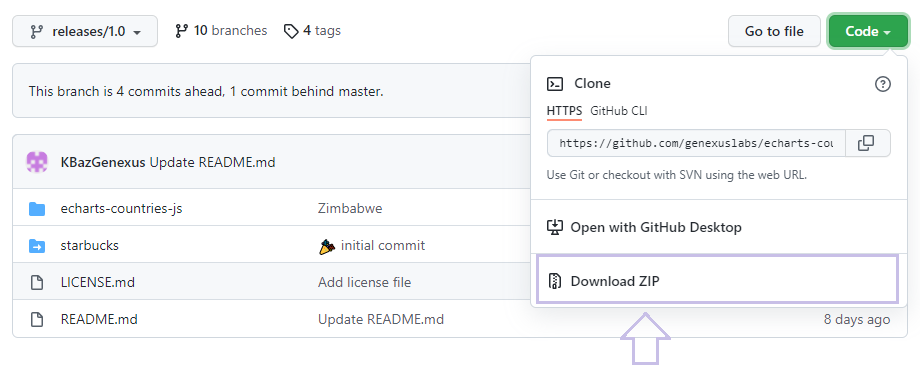 releases/1.0 10 branches 4 tags Go to file Code
This branch is 4 commits ahead, 1 commit behind master.
Clone
HTTPS GitHub CLI
https://github.com/genexuslabs/echarts-cou
Use Git or checkout with SVN using the web URL.
Open with GitHub Desktop
Download ZIP
KBazGenexus Update README.md
echarts-countries-js Zimbabwe
starbucks initial commit
LICENSE.md Add license file
README.md Update README.md 8 days ago